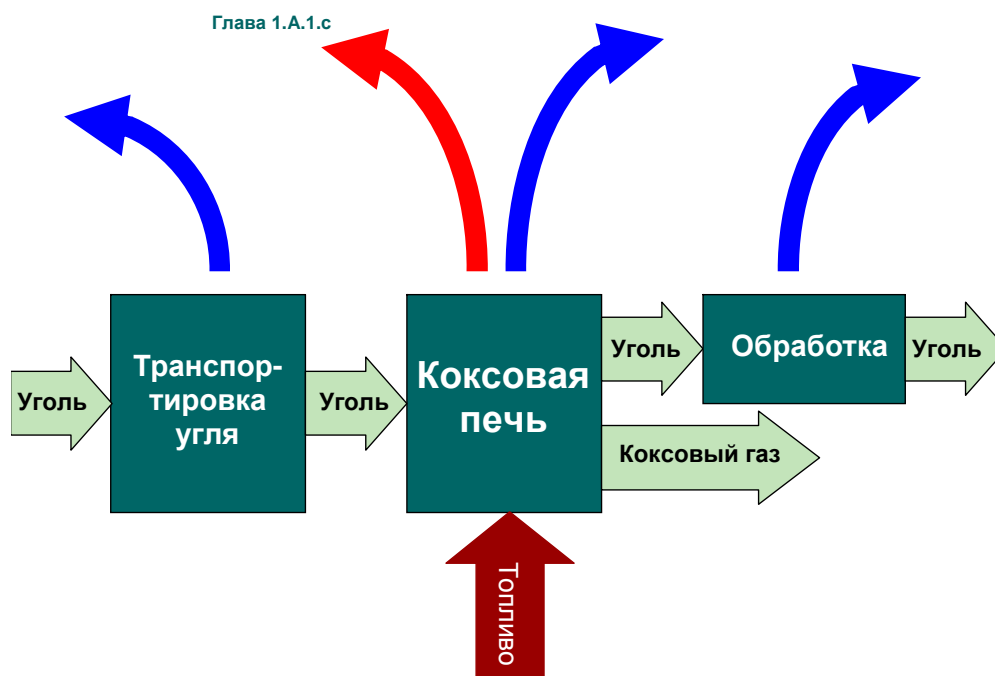 Глава 1.A.1.c
Уголь
Транспор-
тировка
угля
Уголь
Коксовая
печь
Уголь
Обработка
Уголь
Коксовый газ
Топливо